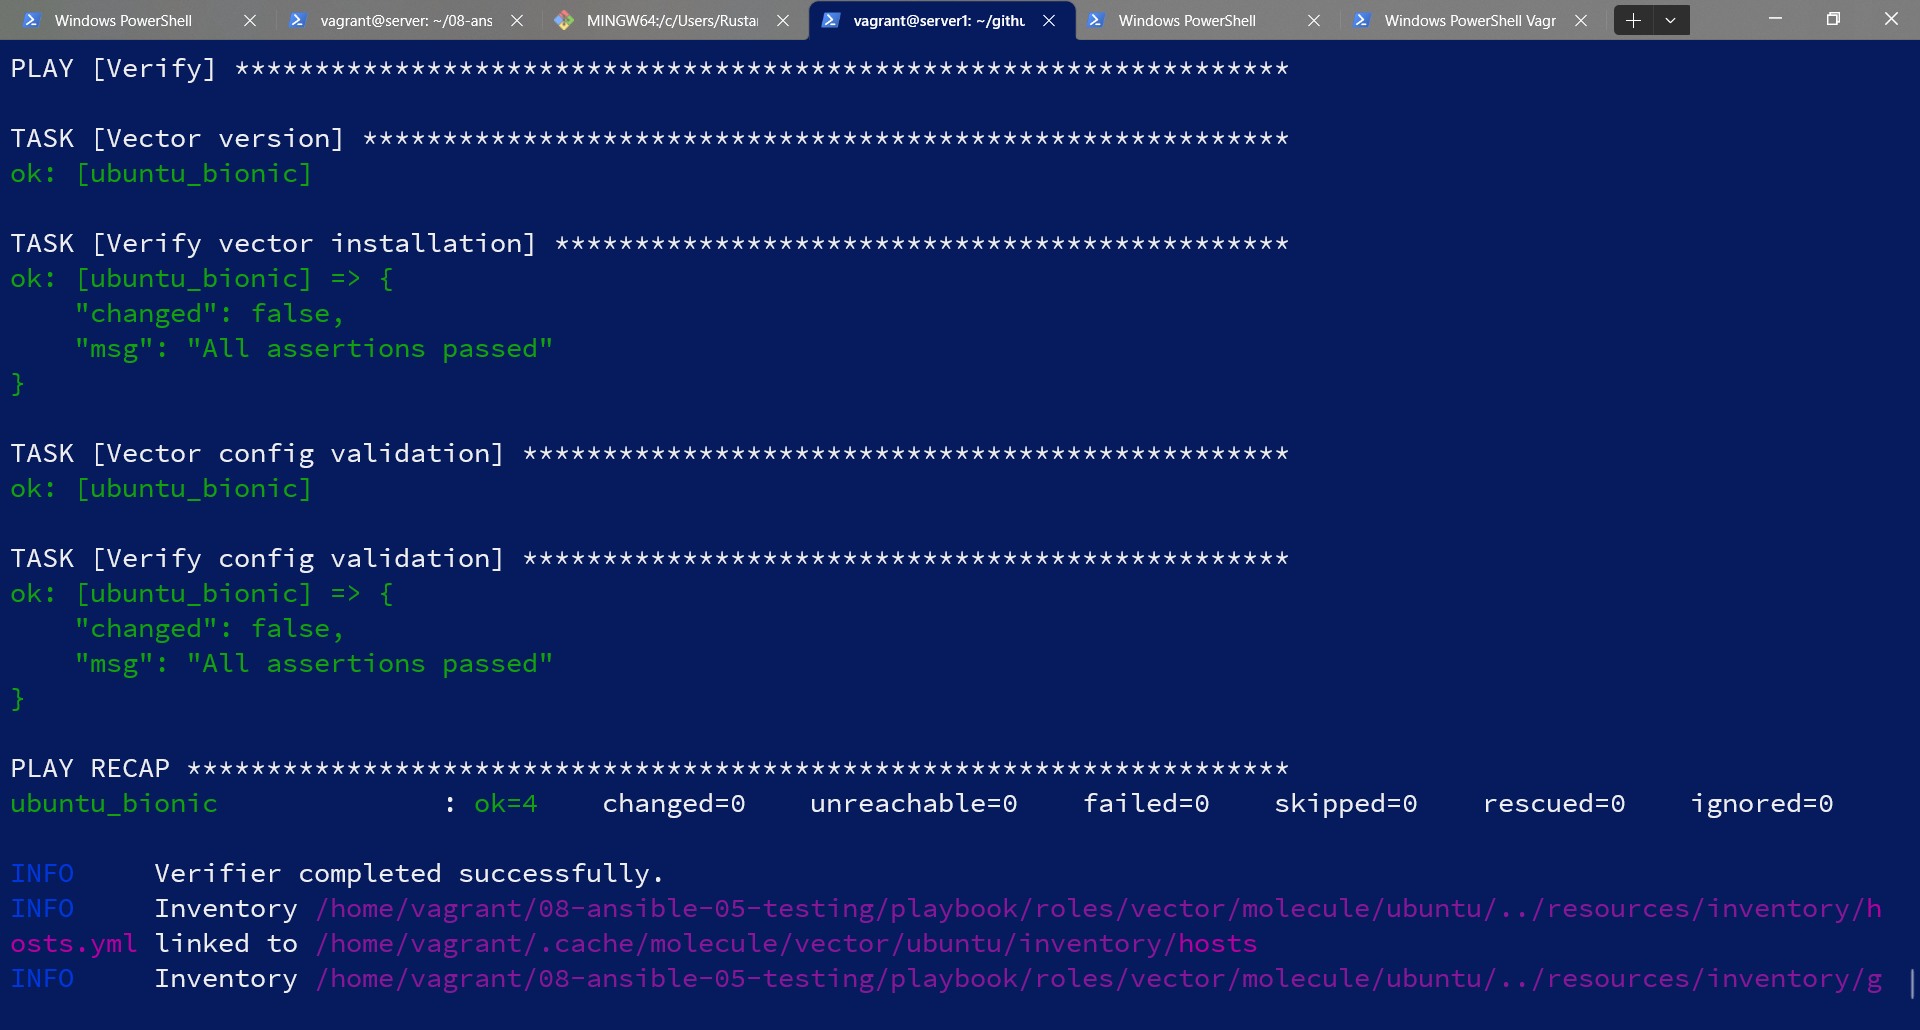 Windows PowerShell
vagrant@server: ~/08-ans
MINGW64:/c/Users/Rustan
vagrant@server1: ~/githu
Windows PowerShell
Windows PowerShell Vagr
PLAY [Verify] ******************************************************************
TASK [Vector version] **********************************************************
ok: [ubuntu_bionic]
TASK [Verify vector installation] **********************************************
ok: [ubuntu_bionic] => {
    "changed": false,
    "msg": "All assertions passed"
}
TASK [Vector config validation] ************************************************
ok: [ubuntu_bionic]
TASK [Verify config validation] ************************************************
ok: [ubuntu_bionic] => {
    "changed": false,
    "msg": "All assertions passed"
}
PLAY RECAP *********************************************************************
ubuntu_bionic              : ok=4    changed=0    unreachable=0    failed=0    skipped=0    rescued=0    ignored=0
INFO     Verifier completed successfully.
INFO     Inventory /home/vagrant/08-ansible-05-testing/playbook/roles/vector/molecule/ubuntu/../resources/inventory/h
osts.yml linked to /home/vagrant/.cache/molecule/vector/ubuntu/inventory/hosts
INFO     Inventory /home/vagrant/08-ansible-05-testing/playbook/roles/vector/molecule/ubuntu/../resources/inventory/g